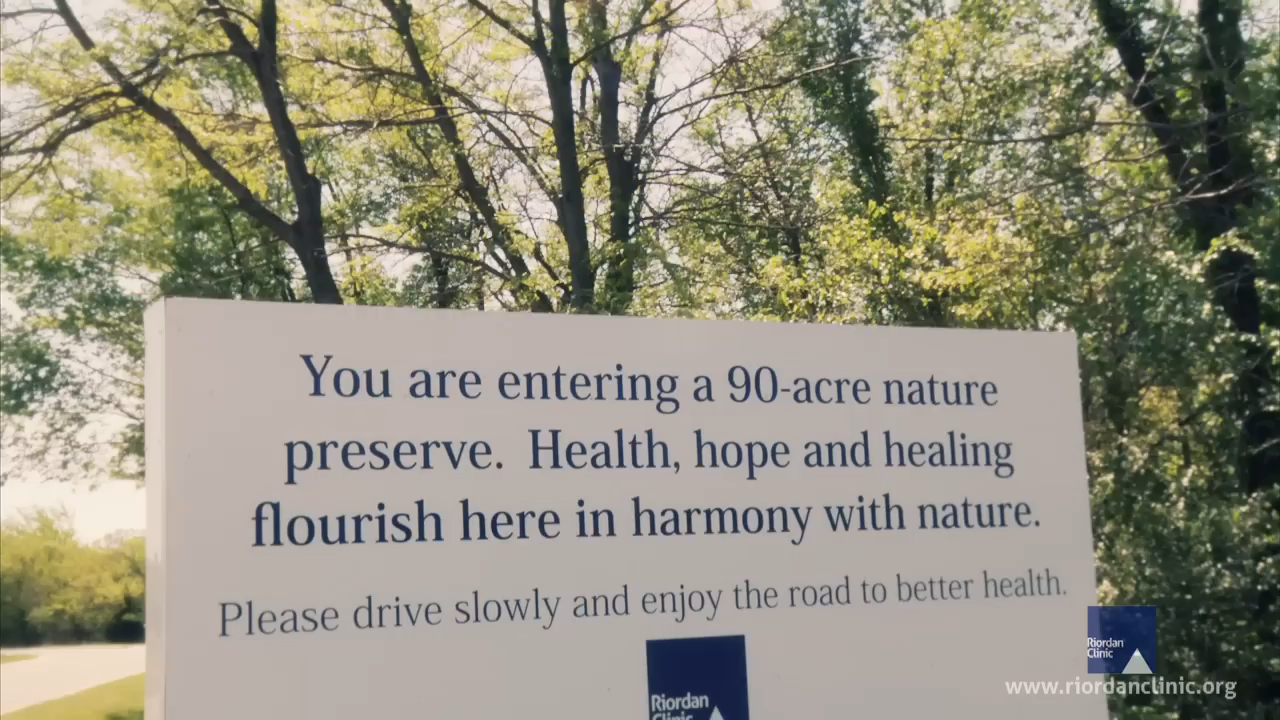 You are entering a 90-acre nature
preserve. Health, hope and healing
flourish here in harmony with nature.
Please drive slowly and enjoy the road to better health.
Riordan
Clinic
Riordan
Clinic
www.riordanclinic.org